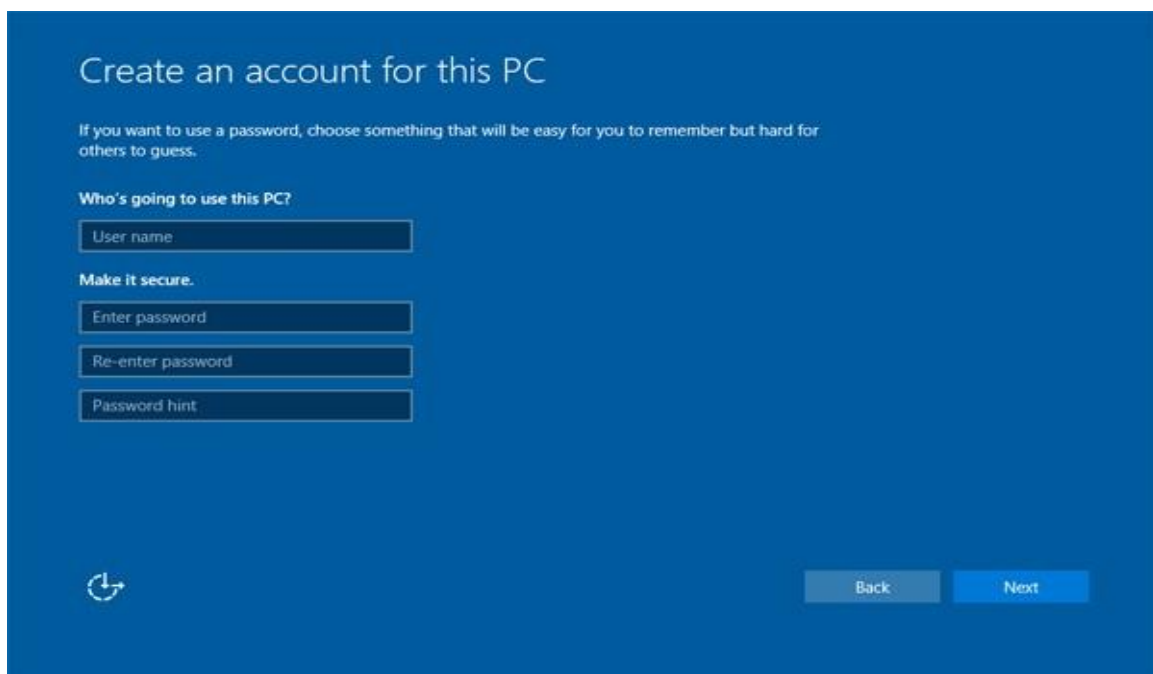 Create an account for this PC
If you want to use a password, choose something that will be easy for you to remember but hard for
others to guess.
Who's going to use this PC?
User name
Make it secure.
Enter password
Re-enter password
Password hint
Back
Next